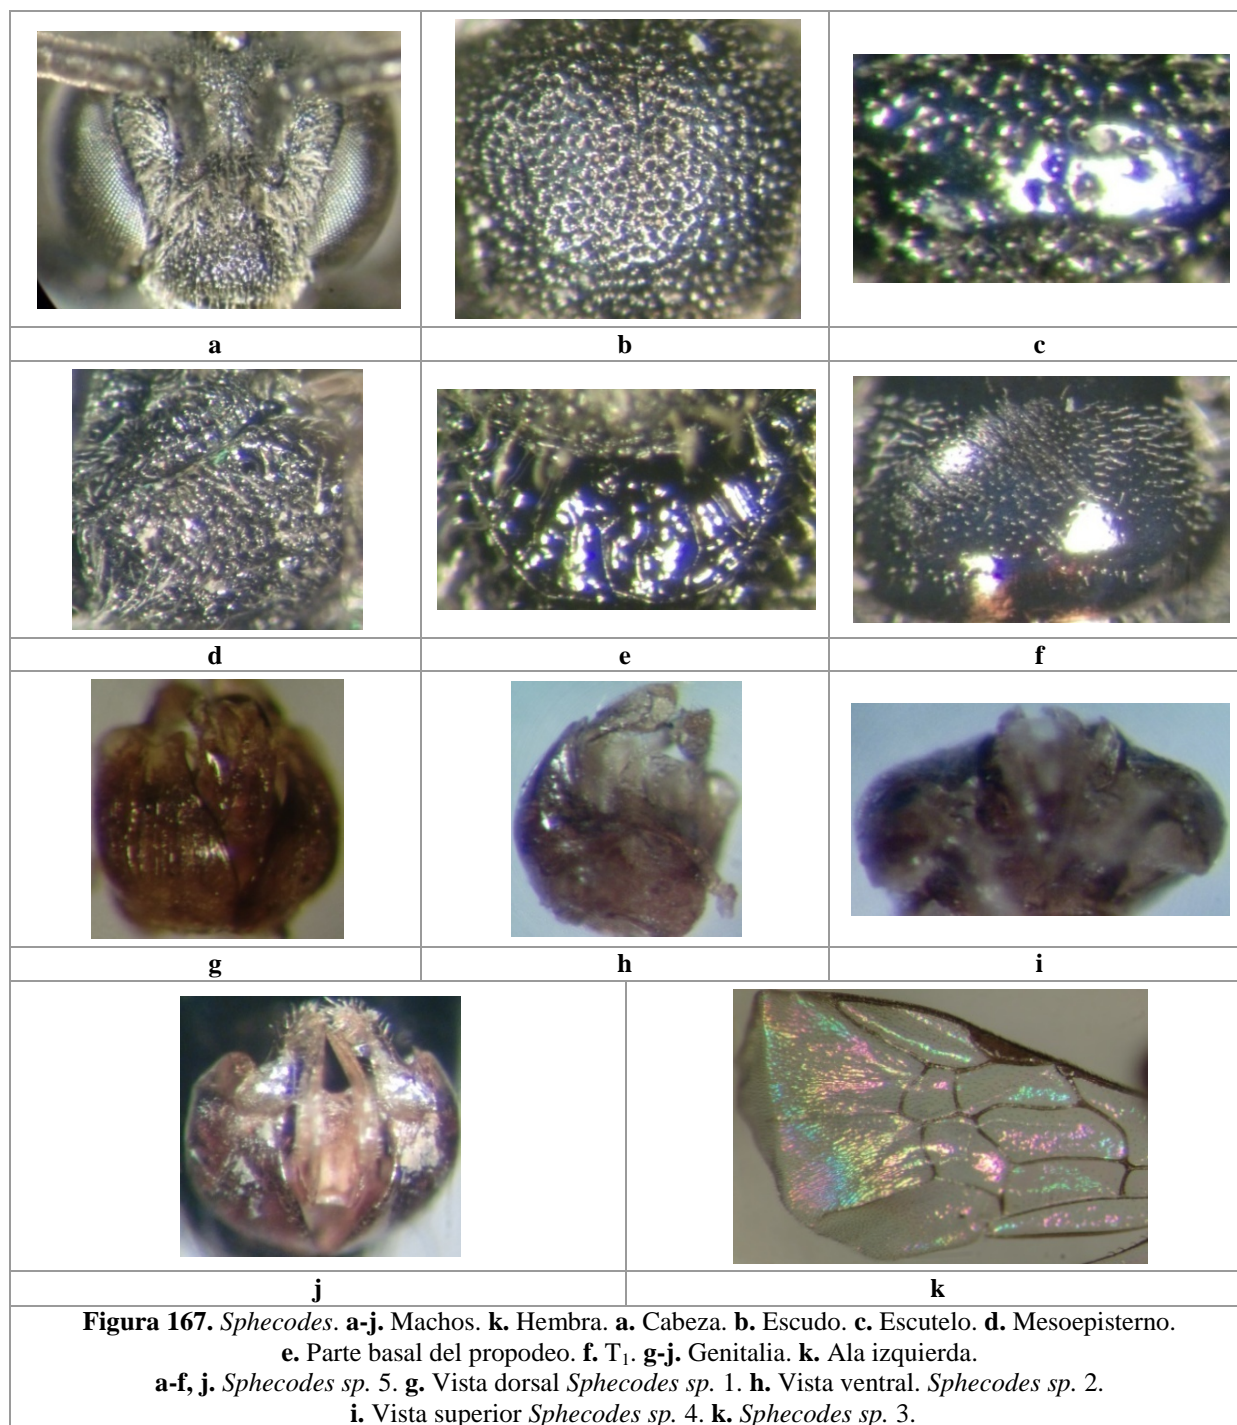 a b c
d e f
g h i
j k
Figura 167. Sphecodes. a-j. Machos. k. Hembra. a. Cabeza. b. Escudo. c. Escutelo. d. Mesoepisterno.
e. Parte basal del propodeo. f. T₁. g-j. Genitalia. k. Ala izquierda.
a-f, j. Sphecodes sp. 5. g. Vista dorsal Sphecodes sp. 1. h. Vista ventral. Sphecodes sp. 2.
i. Vista superior Sphecodes sp. 4. k. Sphecodes sp. 3.